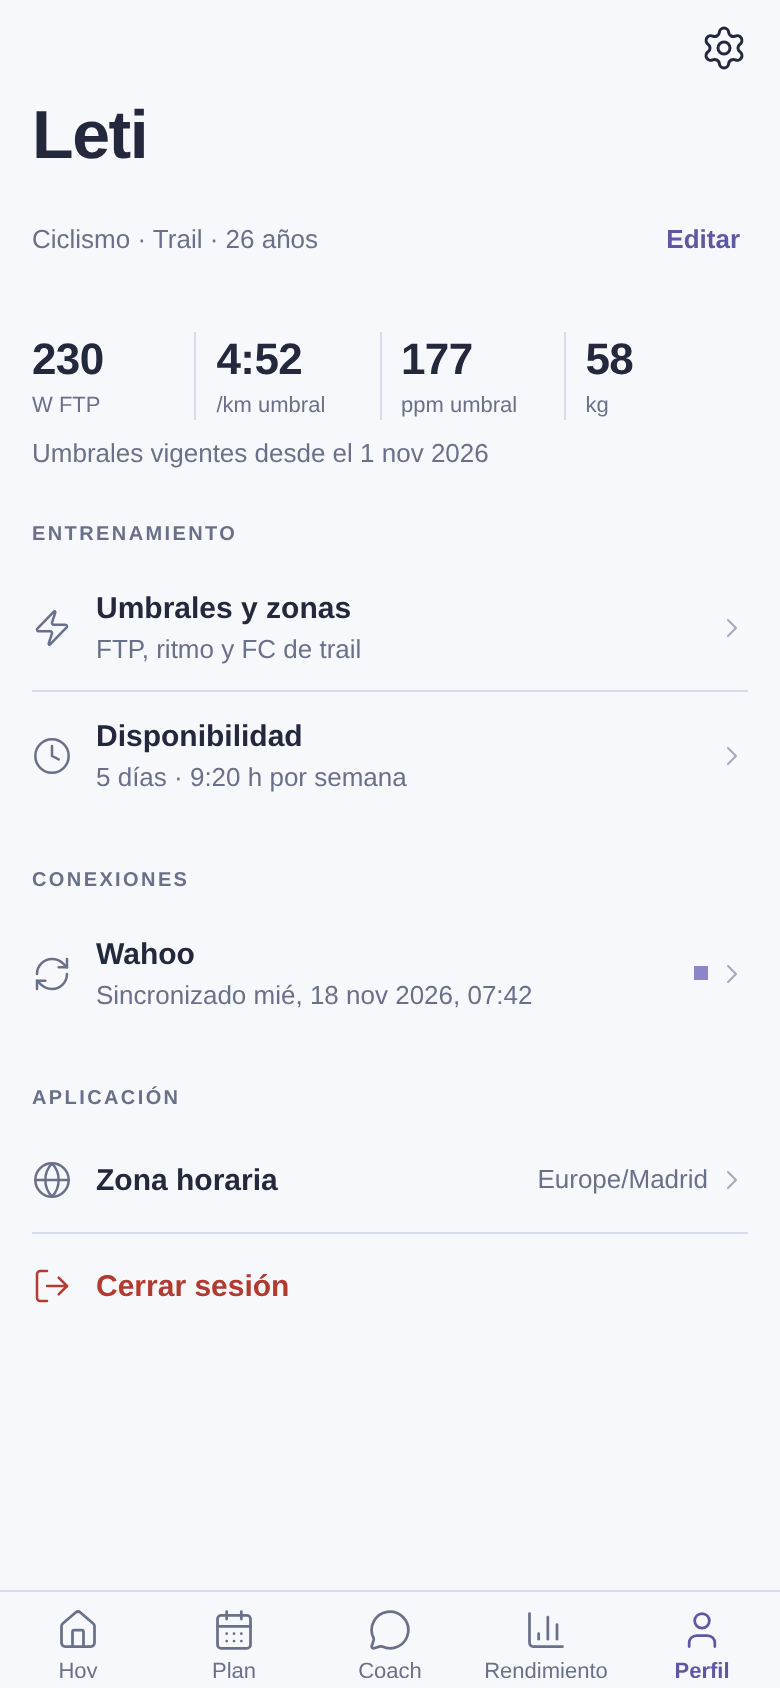 Leti
Ciclismo · Trail · 26 años
Editar
230
W FTP
4:52
/km umbral
177
ppm umbral
58
kg
Umbrales vigentes desde el 1 nov 2026
ENTRENAMIENTO
Umbrales y zonas
FTP, ritmo y FC de trail
Disponibilidad
5 días · 9:20 h por semana
CONEXIONES
Wahoo
Sincronizado mié, 18 nov 2026, 07:42
APLICACIÓN
Zona horaria
Europe/Madrid
Cerrar sesión
Hoy
Plan
Coach
Rendimiento
Perfil